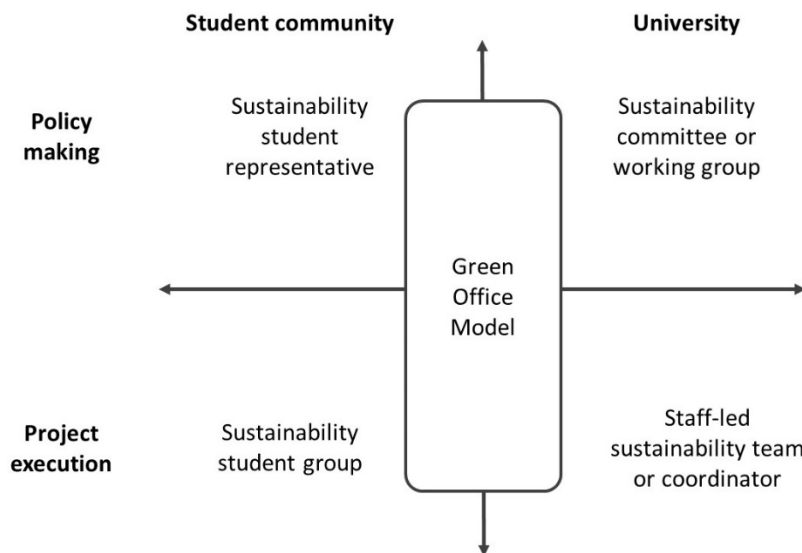 Student community
University
Policy
making
Sustainability
student
representative
Sustainability
committee or
working group
Green
Office
Model
Project
execution
Sustainability
student group
Staff-led
sustainability team
or coordinator